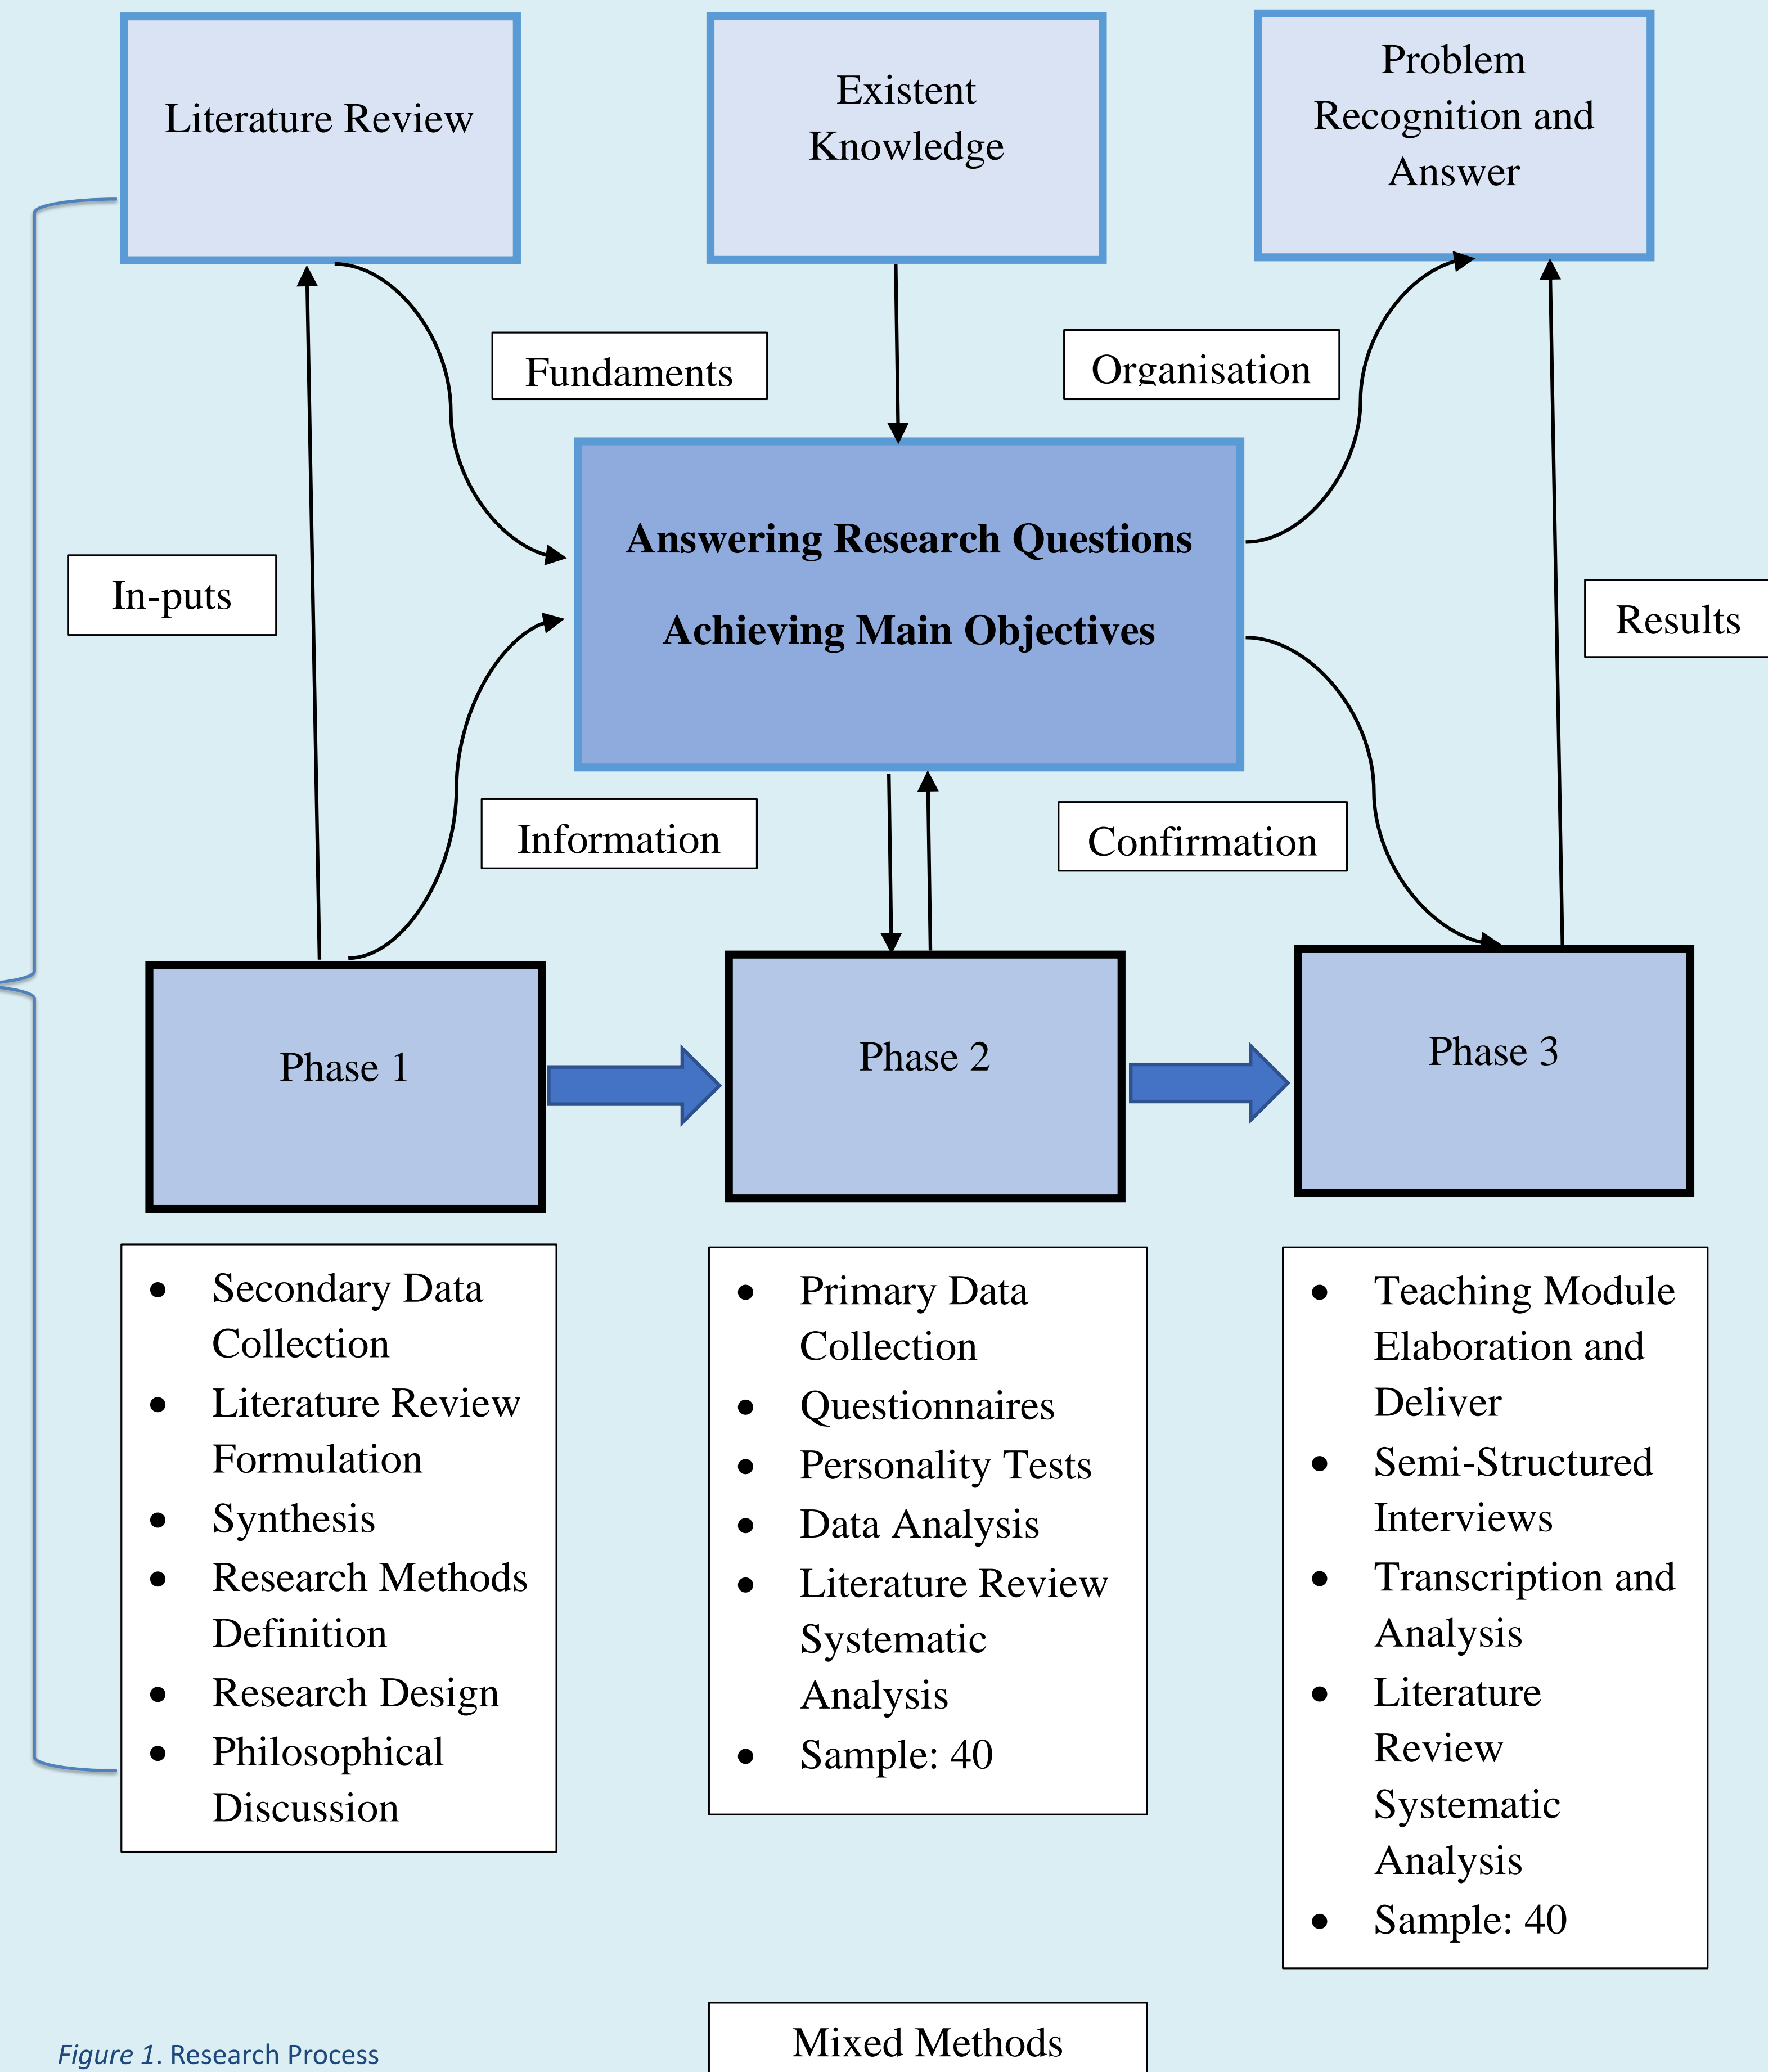 Literature Review
Existent
Knowledge
Problem
Recognition and
Answer
Fundaments
Organisation
Answering Research Questions
Achieving Main Objectives
In-puts
Results
Information
Confirmation
Phase 1
Phase 2
Phase 3
• Secondary Data
Collection
• Literature Review
Formulation
• Synthesis
• Research Methods
Definition
• Research Design
• Philosophical
Discussion
• Primary Data
Collection
• Questionnaires
• Personality Tests
• Data Analysis
• Literature Review
Systematic
Analysis
• Sample: 40
• Teaching Module
Elaboration and
Deliver
• Semi-Structured
Interviews
• Transcription and
Analysis
• Literature
Review
Systematic
Analysis
• Sample: 40
Mixed Methods
Figure 1. Research Process